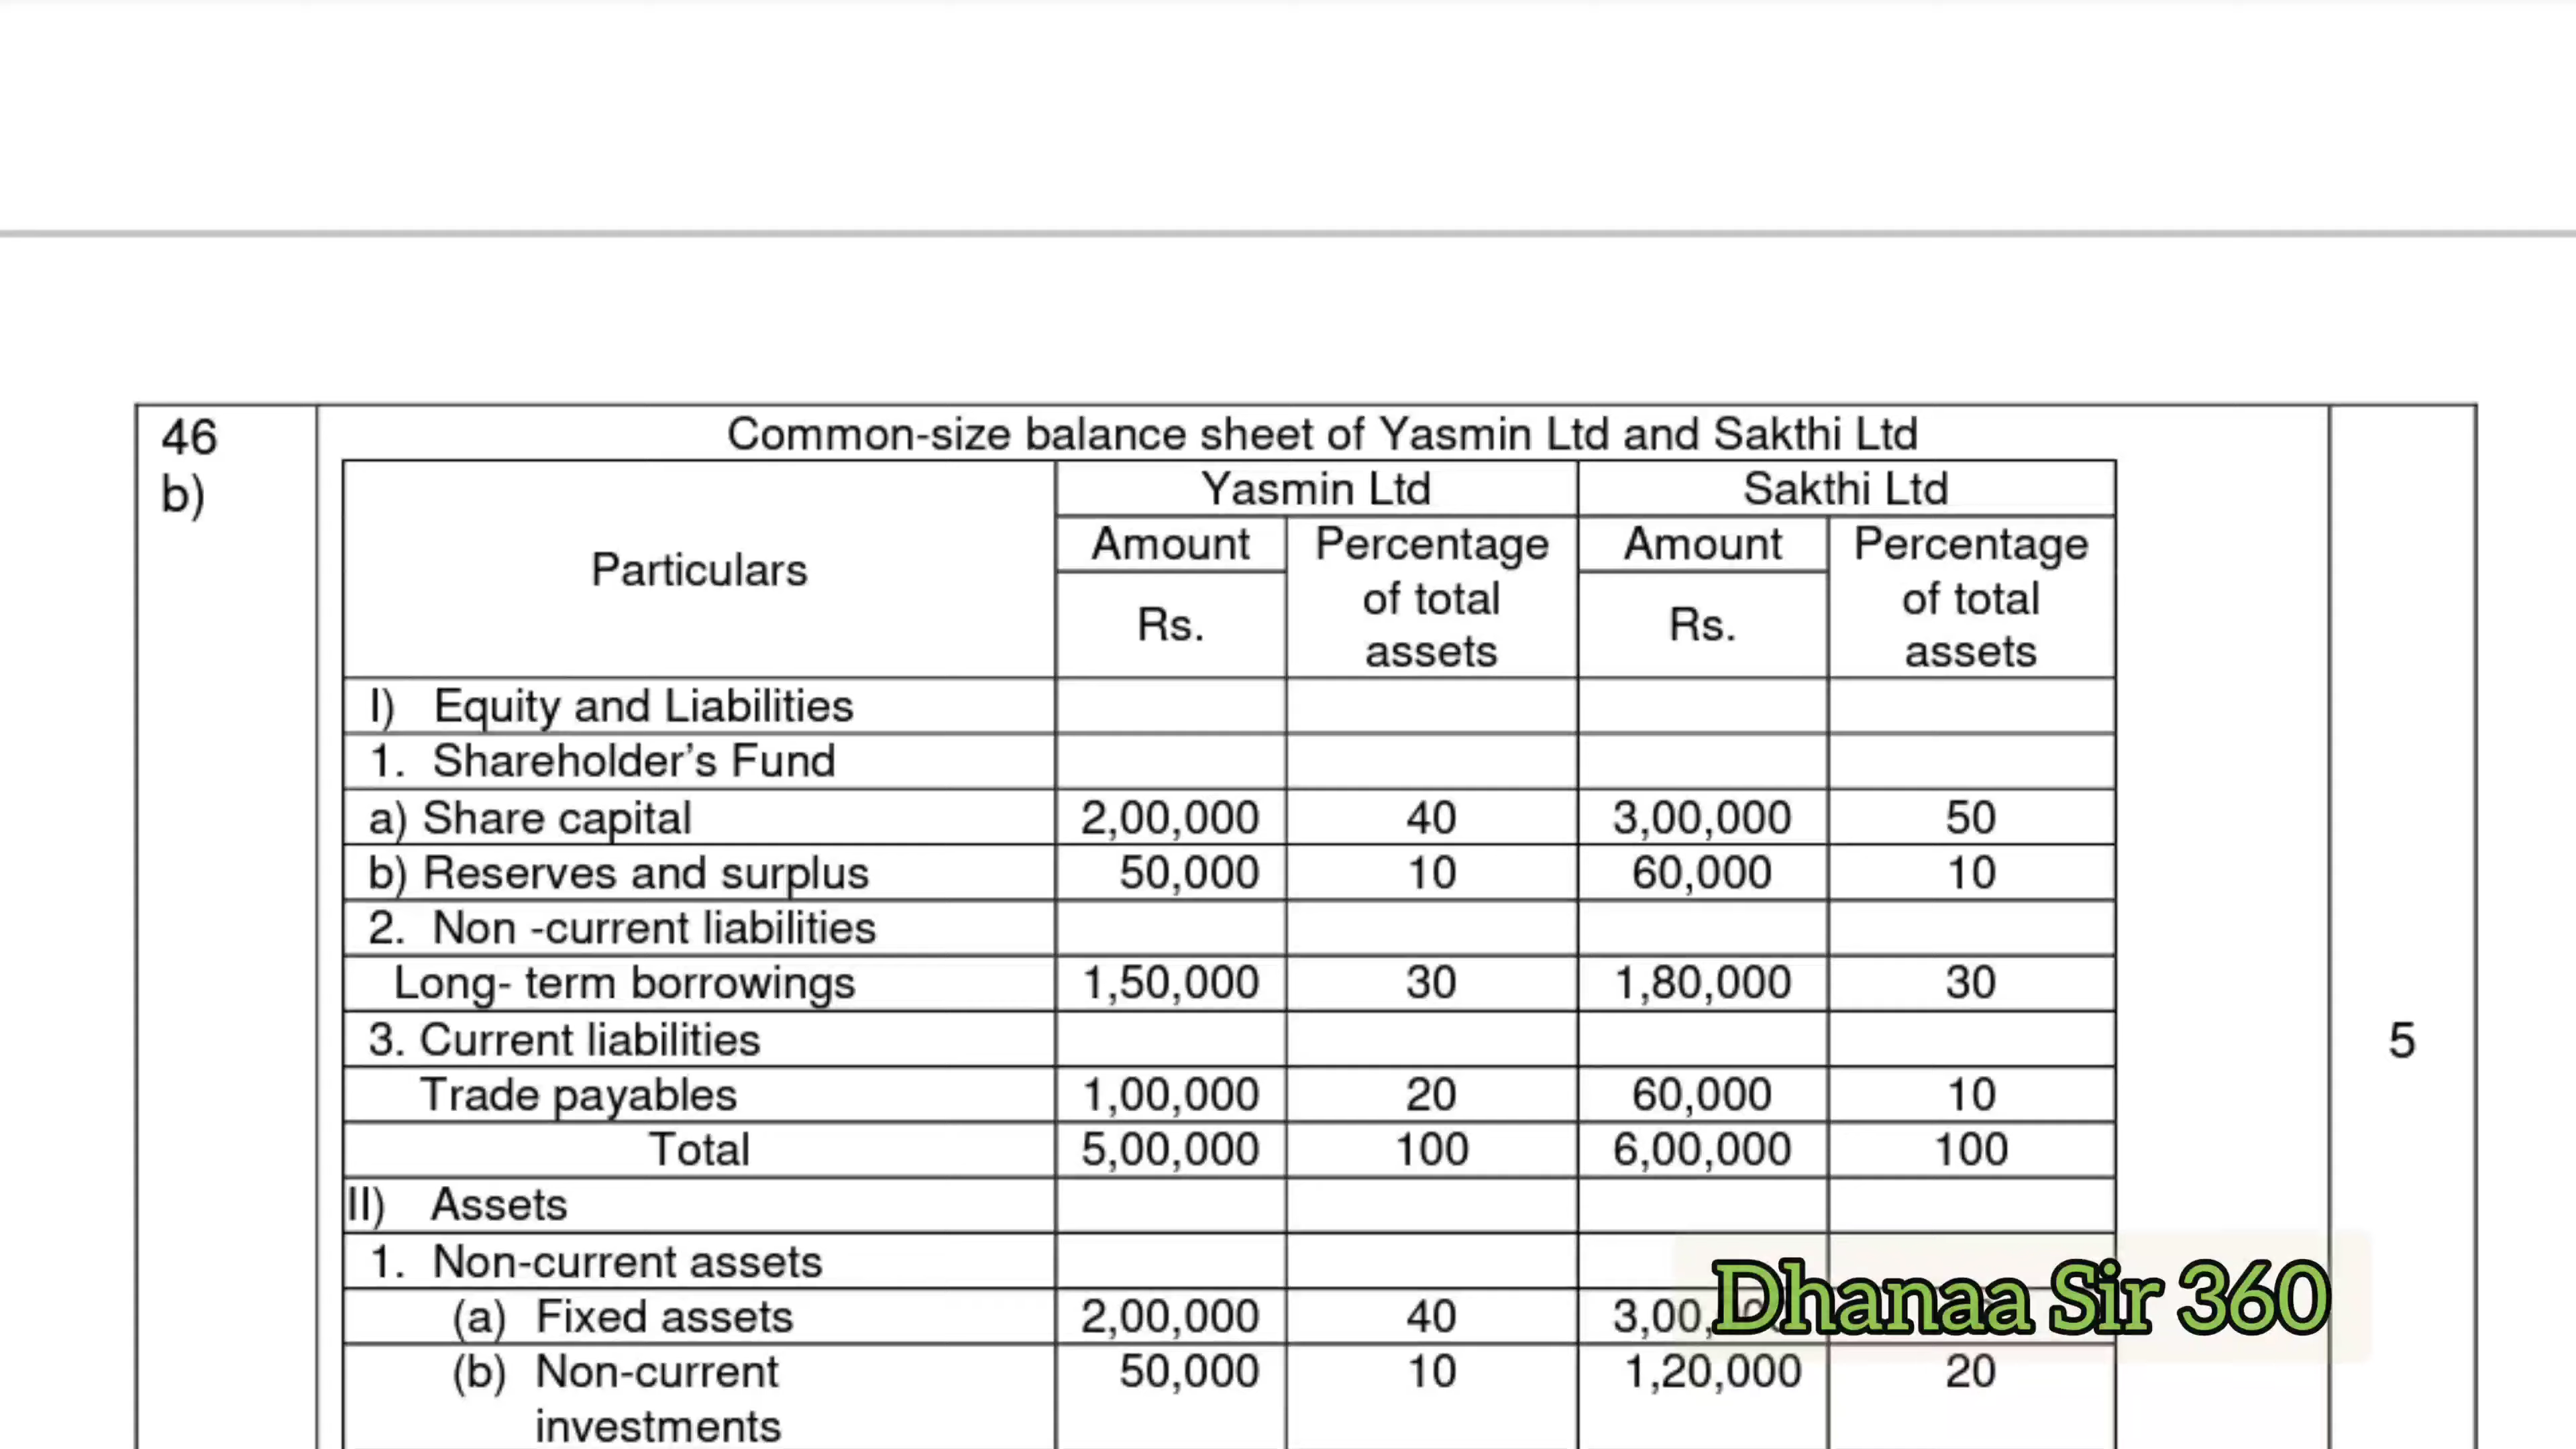 46
b)
Common-size balance sheet of Yasmin Ltd and Sakthi Ltd
Particulars Yasmin Ltd Sakthi Ltd
Amount Percentage of total assets Amount Percentage of total assets
Rs. Rs.
I) Equity and Liabilities
1. Shareholder’s Fund
a) Share capital 2,00,000 40 3,00,000 50
b) Reserves and surplus 50,000 10 60,000 10
2. Non -current liabilities
Long- term borrowings 1,50,000 30 1,80,000 30
3. Current liabilities
5
Trade payables 1,00,000 20 60,000 10
Total 5,00,000 100 6,00,000 100
II) Assets
1. Non-current assets
(a) Fixed assets 2,00,000 40
Dhanaa Sir 360
(b) Non-current 50,000 10 1,20,000 20
investments